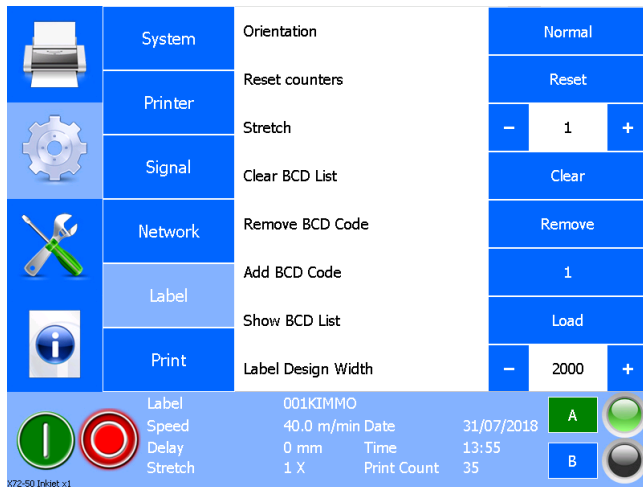 System
Printer
Signal
Network
Label
Print
Orientation Normal
Reset counters Reset
Stretch − 1 +
Clear BCD List Clear
Remove BCD Code Remove
Add BCD Code 1
Show BCD List Load
Label Design Width − 2000 +
Label 001KIMMO
Speed 40.0 m/min Date 31/07/2018
Delay 0 mm Time 13:55
Stretch 1 X Print Count 35
A
B
X72-50 Inkjet x1